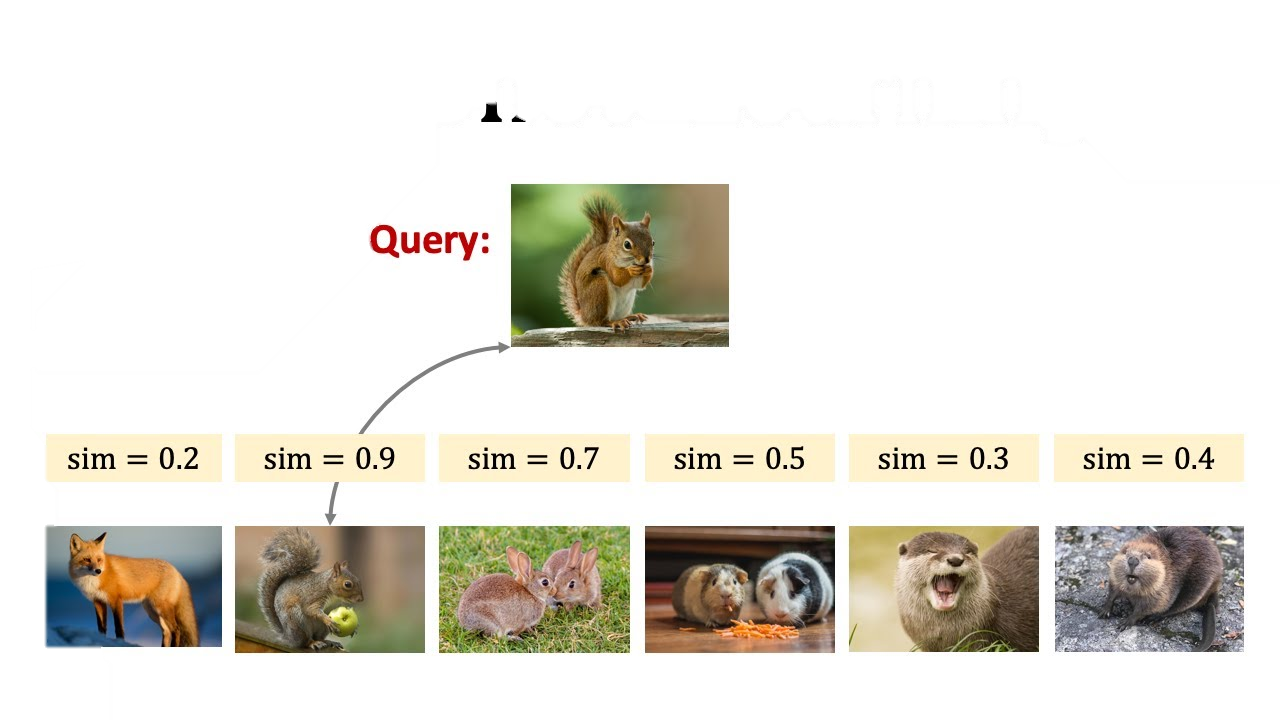 Query:
sim = 0.2
sim = 0.9
sim = 0.7
sim = 0.5
sim = 0.3
sim = 0.4